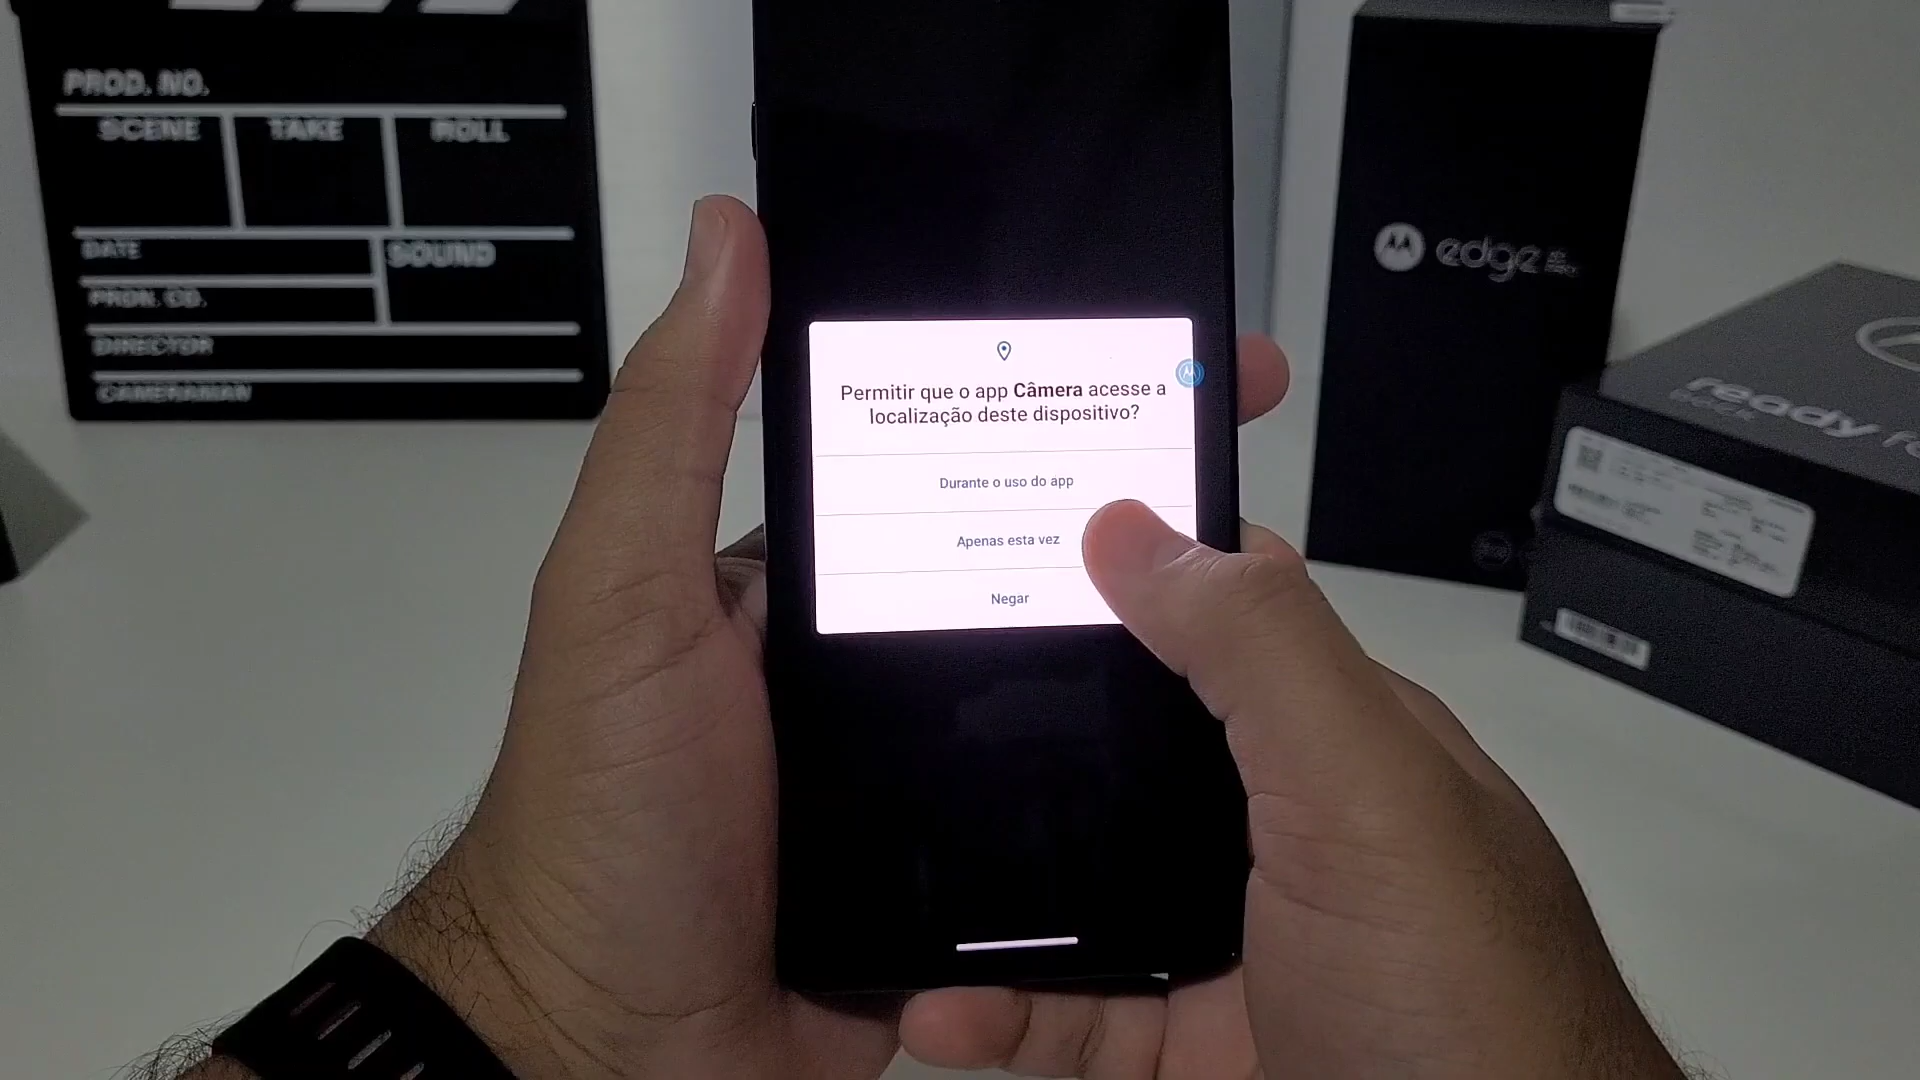 PROD. NO.
SCENE
TAKE
ROLL
DATE
SOUND
PROD. CO.
DIRECTOR
CAMERAMAN
Permitir que o app Câmera acesse a
localização deste dispositivo?
Durante o uso do app
Apenas esta vez
Negar
edge
ready